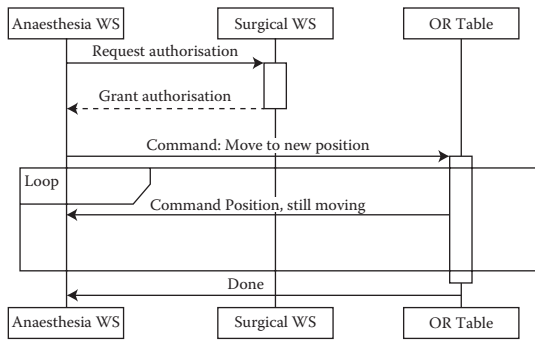 Anaesthesia WS
Surgical WS
OR Table
Request authorisation
Grant authorisation
Command: Move to new position
Loop
Command Position, still moving
Done
Anaesthesia WS
Surgical WS
OR Table